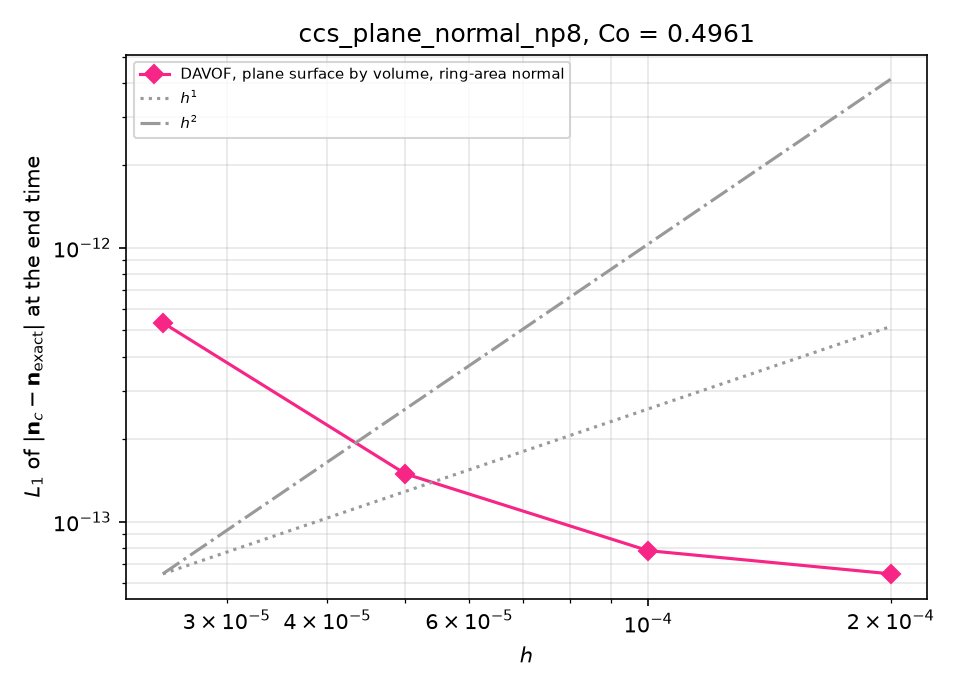 ccs_plane_normal_np8, Co = 0.4961
DAVOF, plane surface by volume, ring-area normal
h¹
h²
L₁ of |n_c − n_exact| at the end time
10⁻¹²
10⁻¹³
3 × 10⁻⁵
4 × 10⁻⁵
6 × 10⁻⁵
10⁻⁴
2 × 10⁻⁴
h